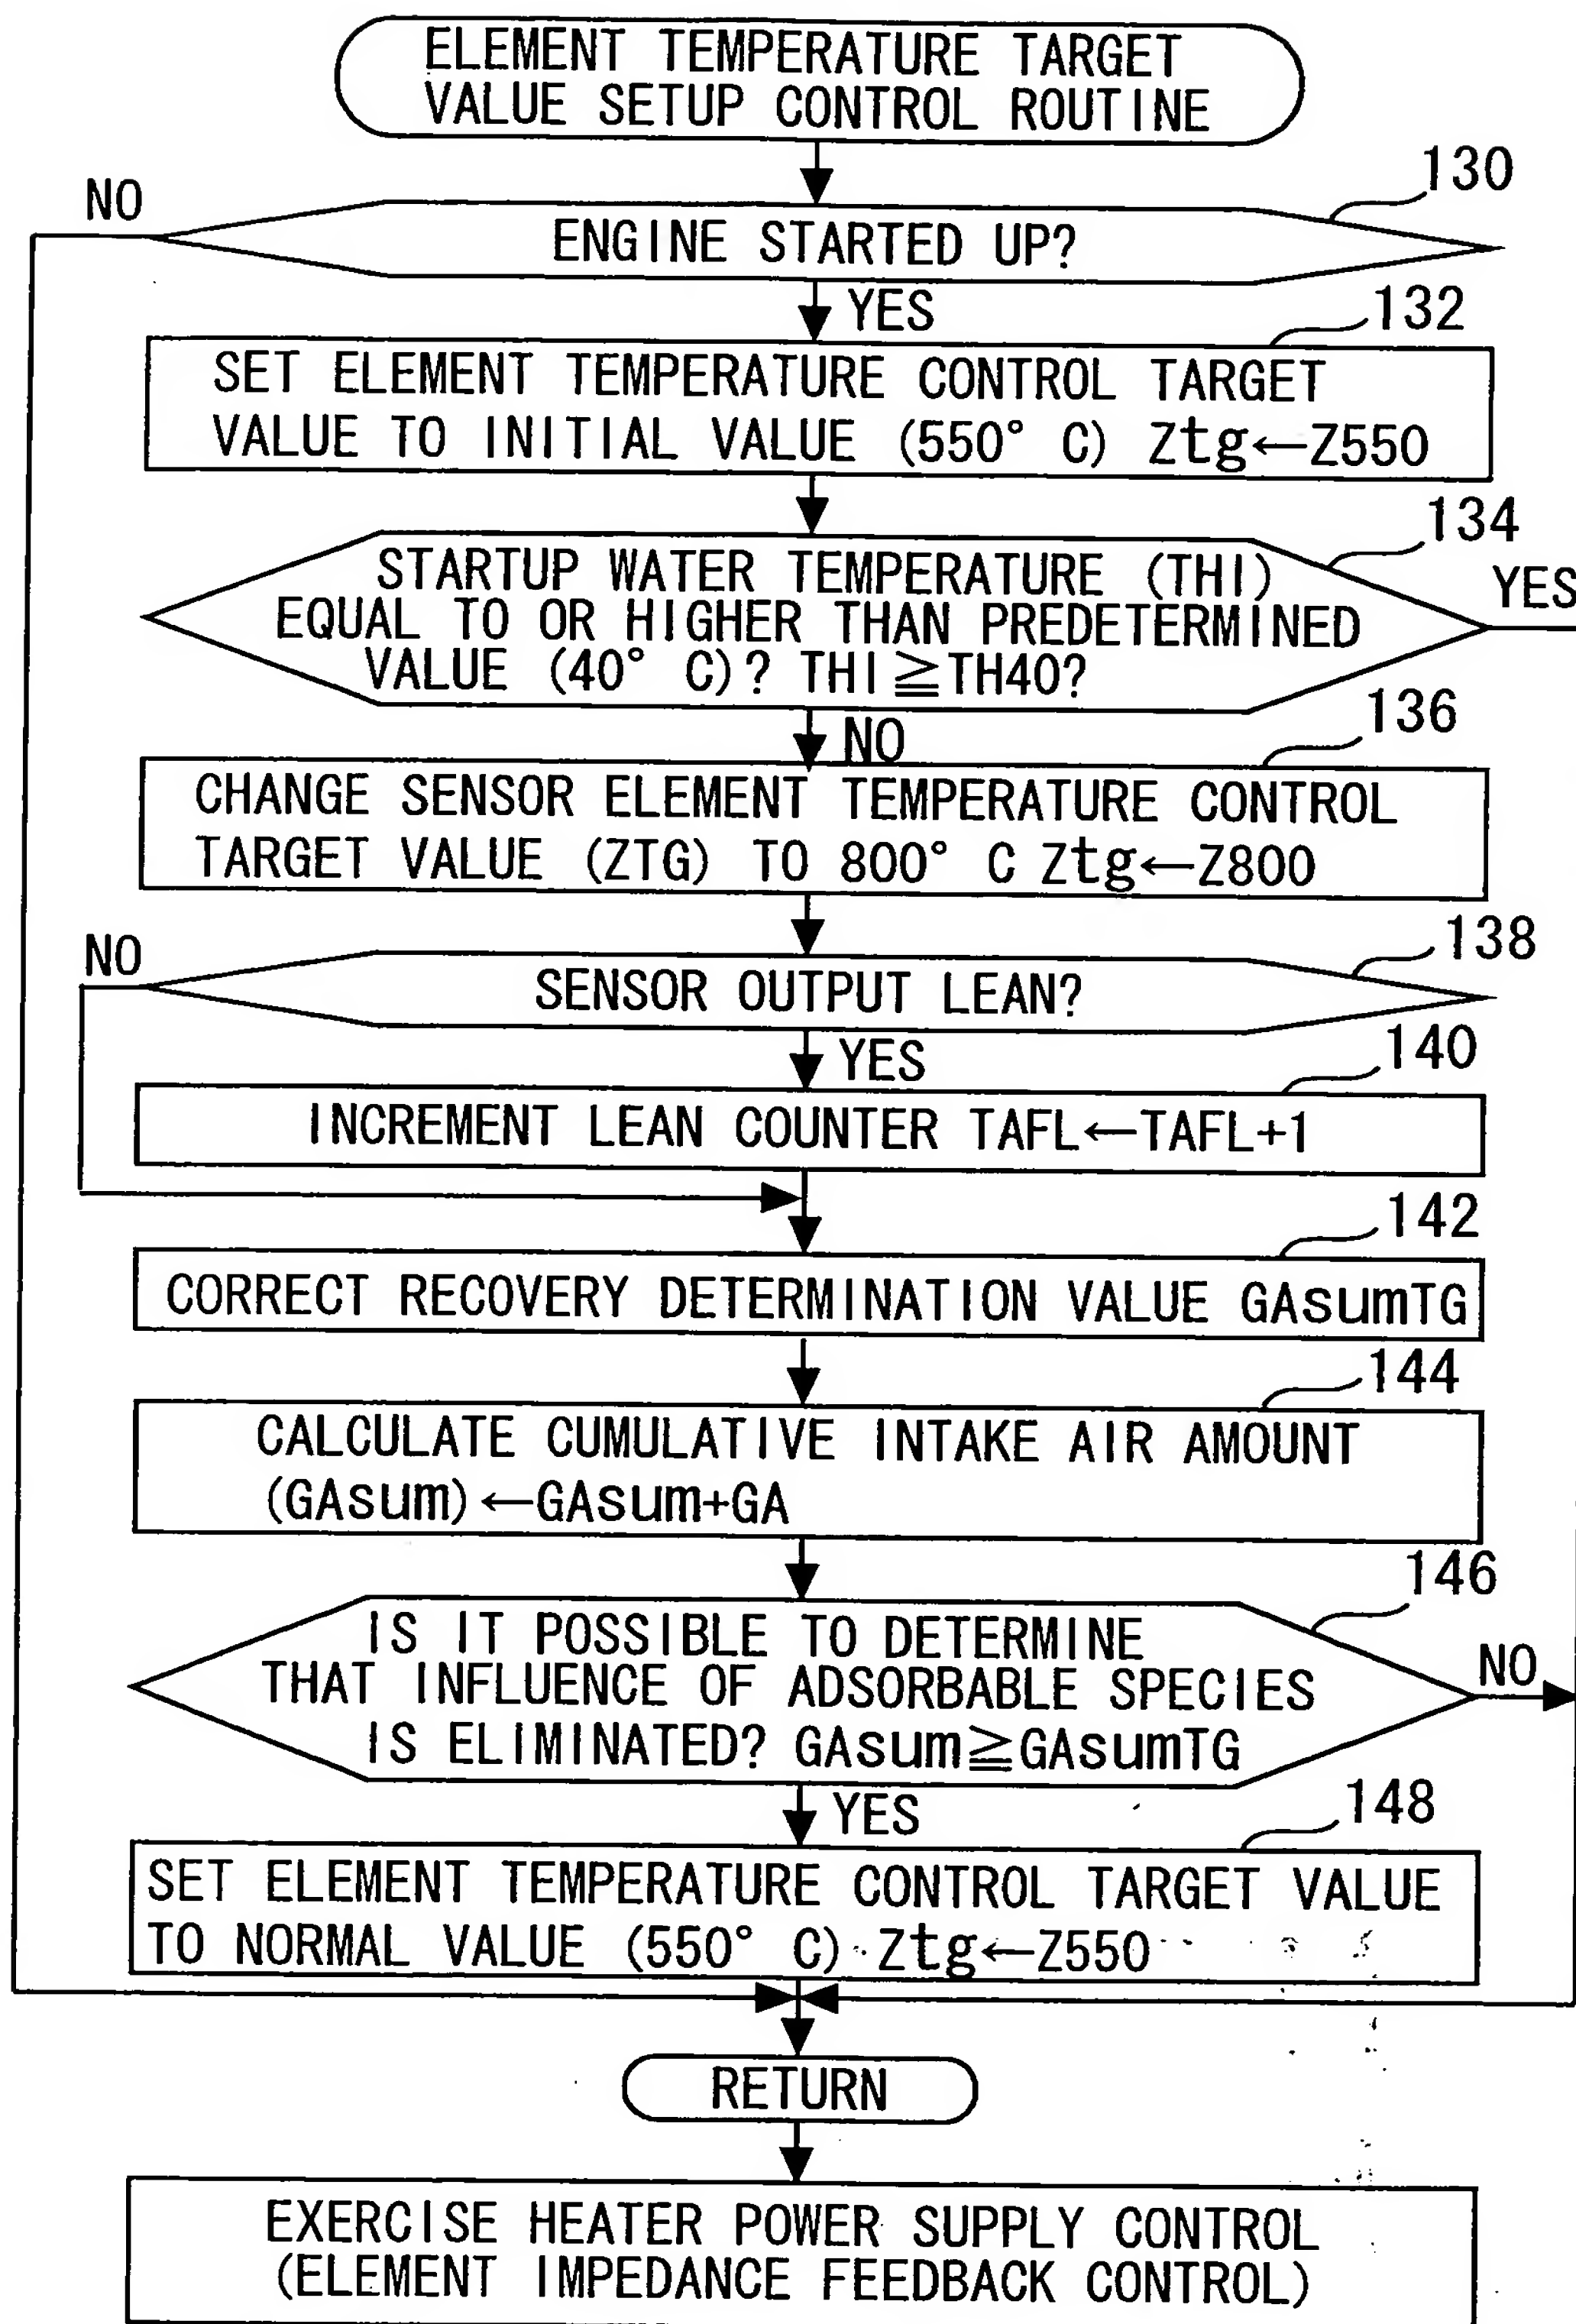 ELEMENT TEMPERATURE TARGET
VALUE SETUP CONTROL ROUTINE
130
NO
ENGINE STARTED UP?
YES
132
SET ELEMENT TEMPERATURE CONTROL TARGET
VALUE TO INITIAL VALUE (550° C) Ztg←Z550
134
STARTUP WATER TEMPERATURE (THI)
YES
EQUAL TO OR HIGHER THAN PREDETERMINED
VALUE (40° C)? THI≧TH40?
136
NO
CHANGE SENSOR ELEMENT TEMPERATURE CONTROL
TARGET VALUE (ZTG) TO 800° C Ztg←Z800
138
NO
SENSOR OUTPUT LEAN?
YES
140
INCREMENT LEAN COUNTER TAFL←TAFL+1
142
CORRECT RECOVERY DETERMINATION VALUE GAsumTG
144
CALCULATE CUMULATIVE INTAKE AIR AMOUNT
(GAsum)←GAsum+GA
146
IS IT POSSIBLE TO DETERMINE
THAT INFLUENCE OF ADSORBABLE SPECIES
NO
IS ELIMINATED? GAsum≧GAsumTG
YES
148
SET ELEMENT TEMPERATURE CONTROL TARGET VALUE
TO NORMAL VALUE (550° C) Ztg←Z550
RETURN
EXERCISE HEATER POWER SUPPLY CONTROL
(ELEMENT IMPEDANCE FEEDBACK CONTROL)